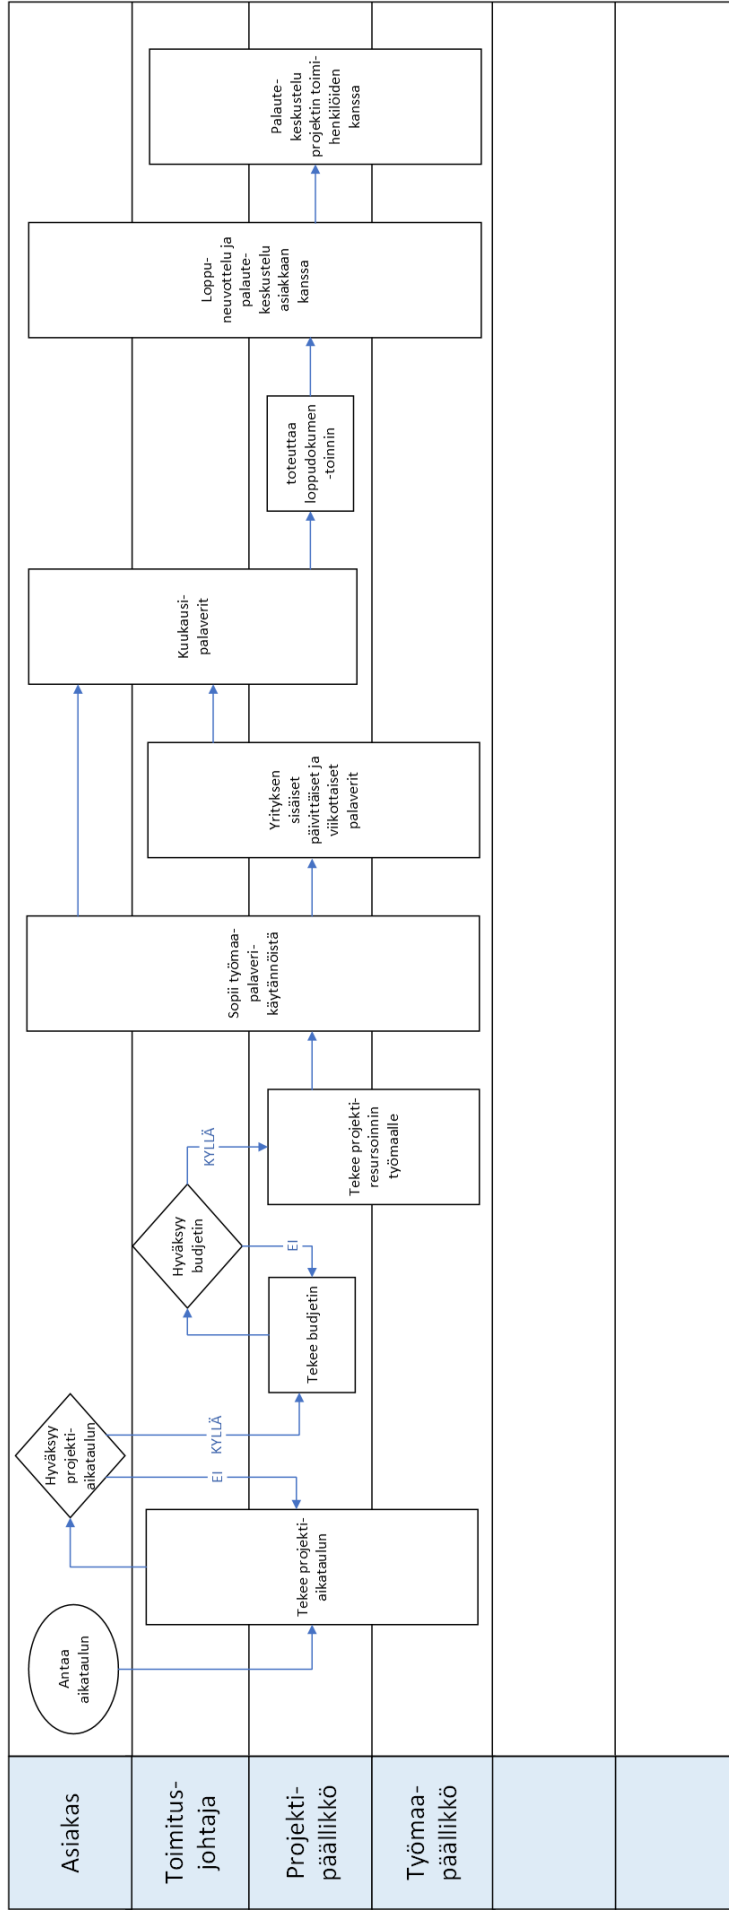 Asiakas
Toimitus-
johtaja
Projekti-
päällikkö
Työmaa-
päällikkö
Antaa
aikataulun
Tekee projekti-
aikataulun
Hyväksyy
projekti-
aikataulun
EI
KYLLÄ
Tekee budjetin
Hyväksyy
budjetin
EI
KYLLÄ
Tekee projekti-
resursoinnin
työmaalle
Sopii työmaa-
palaveri-
käytännöistä
Yrityksen
sisäiset
päivittäiset ja
viikottaiset
palaverit
Kuukausi-
palaverit
toteuttaa
loppudokumen
-toinnin
Loppu-
neuvottelu ja
palaute-
keskustelu
asiakkaan
kanssa
Palaute-
keskustelu
projektin toimi-
henkilöiden
kanssa